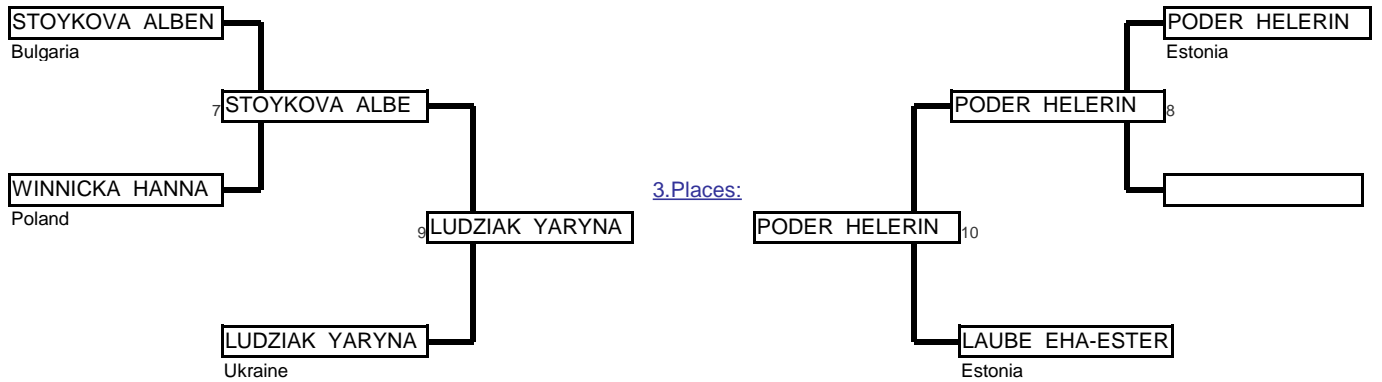 STOYKOVA ALBEN
Bulgaria
PODER HELERIN
Estonia
7 STOYKOVA ALBE
PODER HELERIN 8
WINNICKA HANNA
Poland
3.Places:
9 LUDZIAK YARYNA
PODER HELERIN 10
LUDZIAK YARYNA
Ukraine
LAUBE EHA-ESTER
Estonia